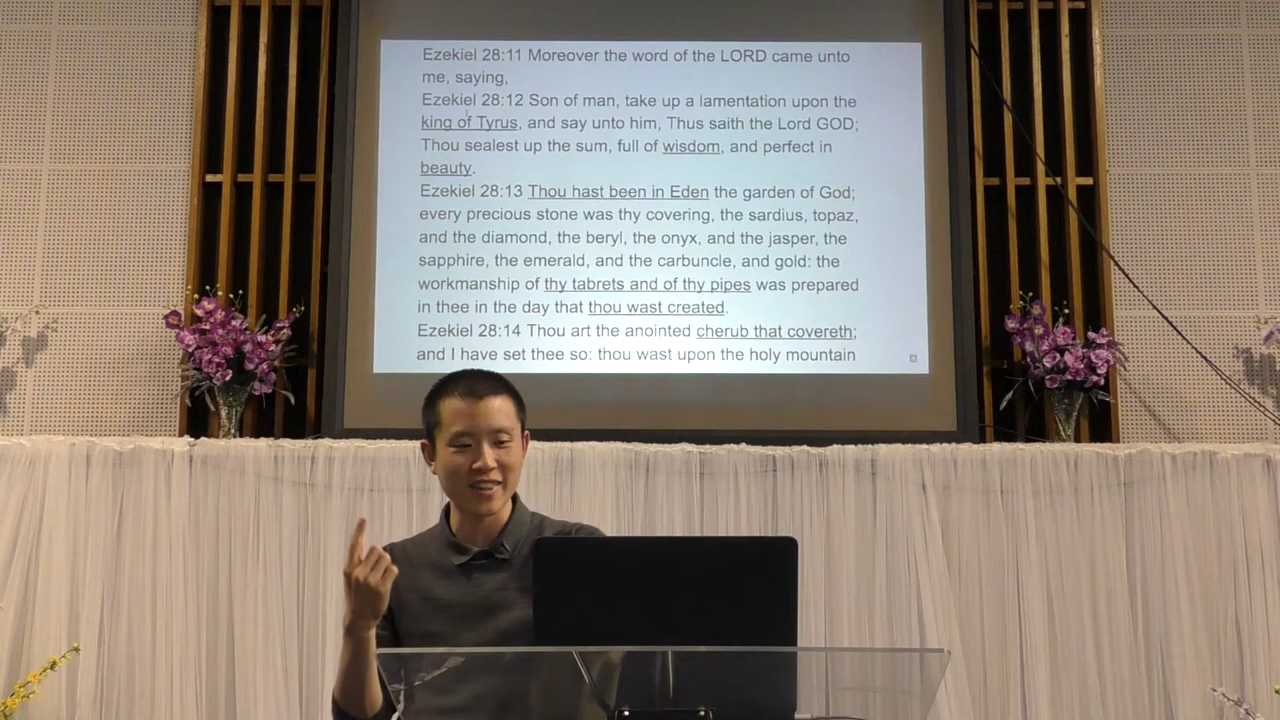 Ezekiel 28:11 Moreover the word of the LORD came unto
me, saying,
Ezekiel 28:12 Son of man, take up a lamentation upon the
king of Tyrus, and say unto him, Thus saith the Lord GOD;
Thou sealest up the sum, full of wisdom, and perfect in
beauty.
Ezekiel 28:13 Thou hast been in Eden the garden of God;
every precious stone was thy covering, the sardius, topaz,
and the diamond, the beryl, the onyx, and the jasper, the
sapphire, the emerald, and the carbuncle, and gold: the
workmanship of thy tabrets and of thy pipes was prepared
in thee in the day that thou wast created.
Ezekiel 28:14 Thou art the anointed cherub that covereth;
and I have set thee so: thou wast upon the holy mountain